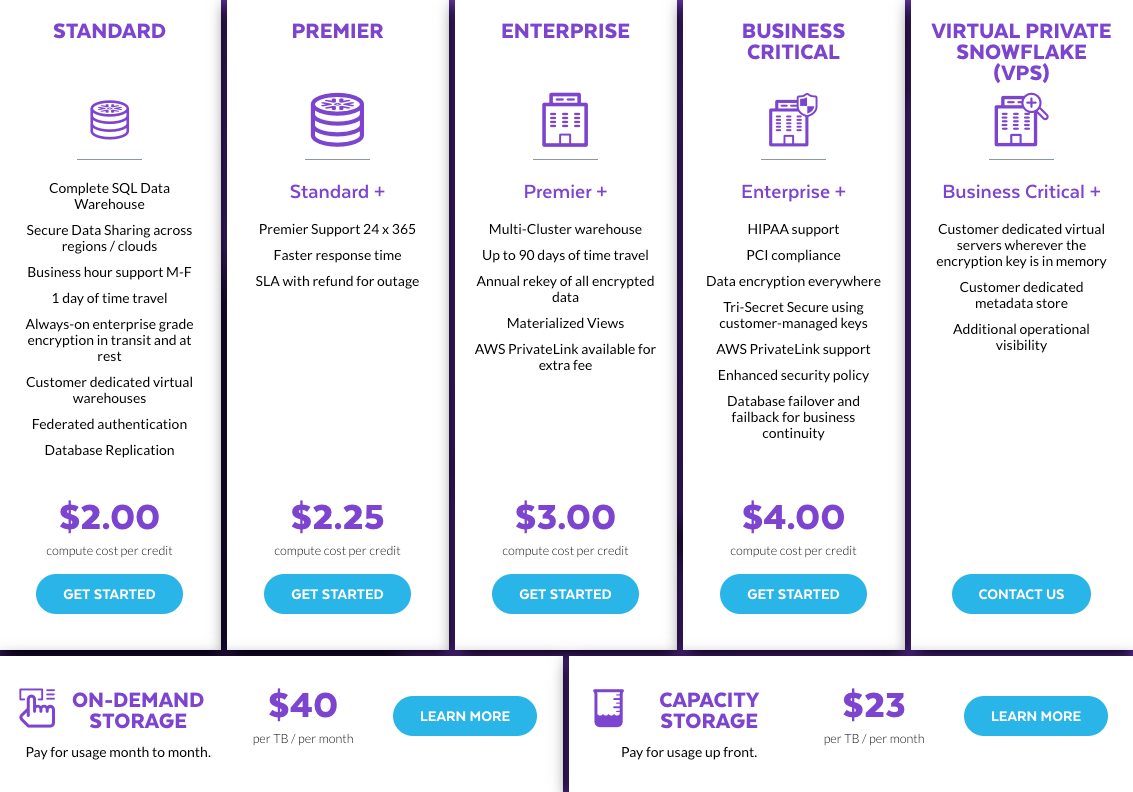 STANDARD
Complete SQL Data
Warehouse
Secure Data Sharing across
regions / clouds
Business hour support M-F
1 day of time travel
Always-on enterprise grade
encryption in transit and at
rest
Customer dedicated virtual
warehouses
Federated authentication
Database Replication
$2.00
compute cost per credit
GET STARTED
PREMIER
Standard +
Premier Support 24 x 365
Faster response time
SLA with refund for outage
$2.25
compute cost per credit
GET STARTED
ENTERPRISE
Premier +
Multi-Cluster warehouse
Up to 90 days of time travel
Annual rekey of all encrypted
data
Materialized Views
AWS PrivateLink available for
extra fee
$3.00
compute cost per credit
GET STARTED
BUSINESS
CRITICAL
Enterprise +
HIPAA support
PCI compliance
Data encryption everywhere
Tri-Secret Secure using
customer-managed keys
AWS PrivateLink support
Enhanced security policy
Database failover and
failback for business
continuity
$4.00
compute cost per credit
GET STARTED
VIRTUAL PRIVATE
SNOWFLAKE
(VPS)
Business Critical +
Customer dedicated virtual
servers wherever the
encryption key is in memory
Customer dedicated
metadata store
Additional operational
visibility
CONTACT US
ON-DEMAND
STORAGE
Pay for usage month to month.
$40
per TB / per month
LEARN MORE
CAPACITY
STORAGE
Pay for usage up front.
$23
per TB / per month
LEARN MORE